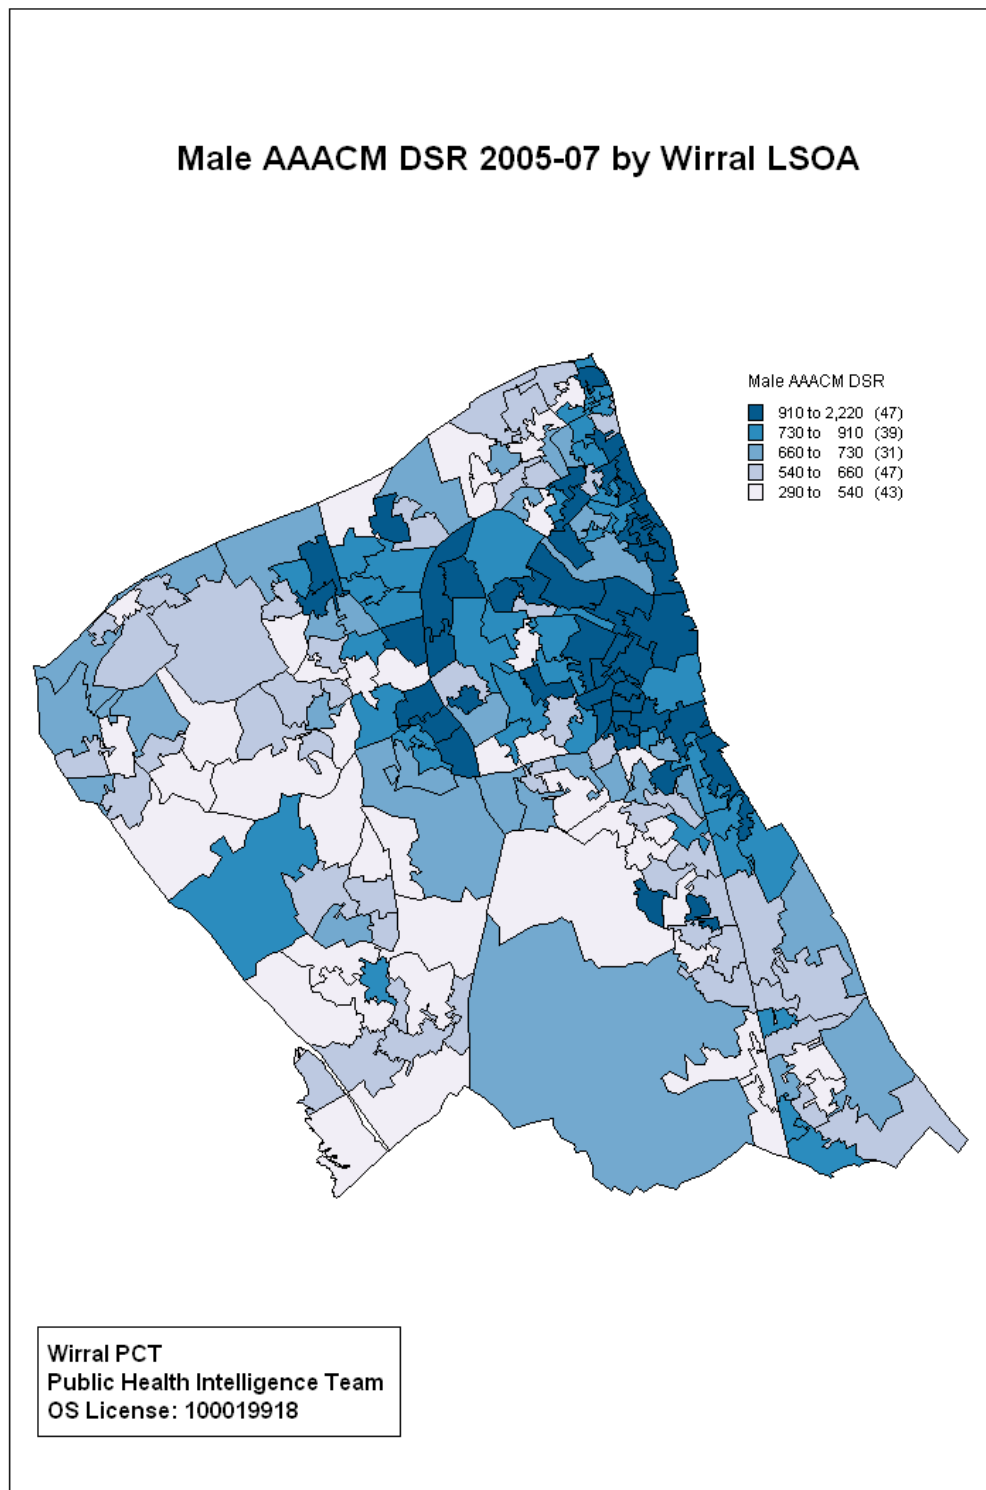 Male AAACM DSR 2005-07 by Wirral LSOA
Male AAACM DSR
910 to 2,220 (47)
730 to 910 (39)
660 to 730 (31)
540 to 660 (47)
290 to 540 (43)
Wirral PCT
Public Health Intelligence Team
OS License: 100019918